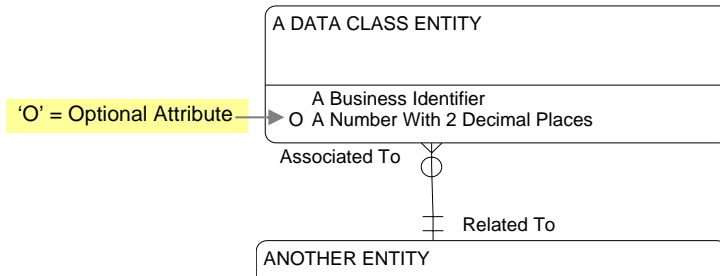 A DATA CLASS ENTITY
A Business Identifier
‘O’ = Optional Attribute
O A Number With 2 Decimal Places
Associated To
Related To
ANOTHER ENTITY